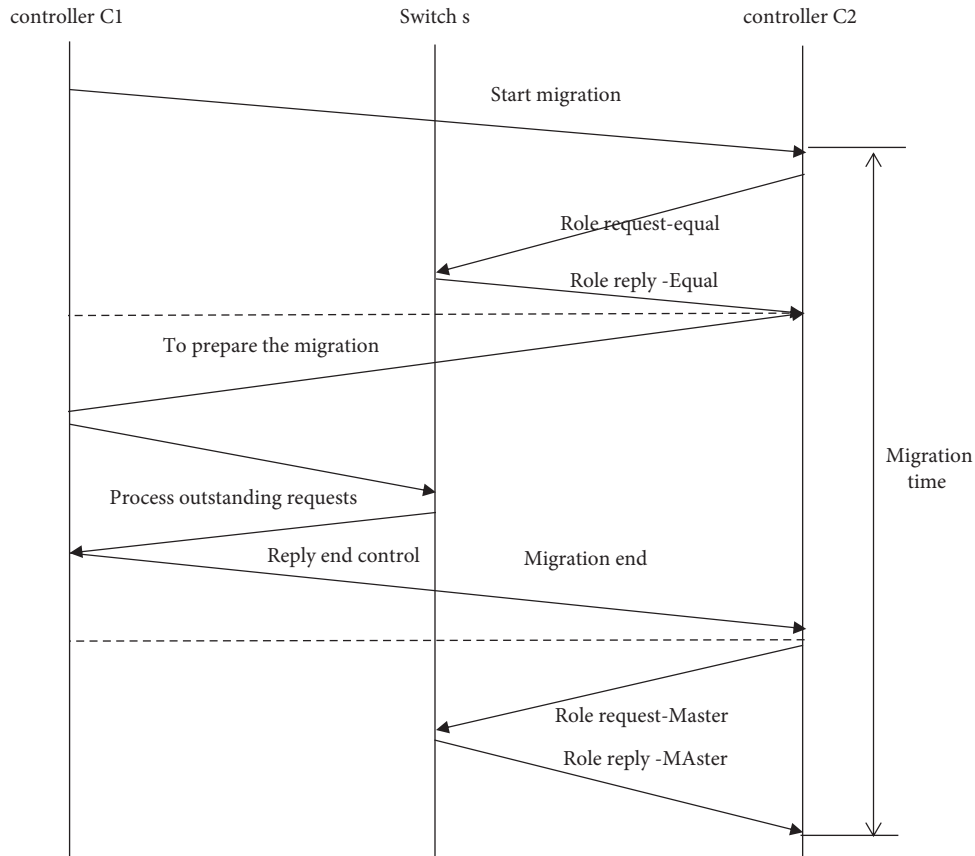 controller C1
Switch s
controller C2
Start migration
Role request-equal
Role reply -Equal
To prepare the migration
Migration
time
Process outstanding requests
Reply end control
Migration end
Role request-Master
Role reply -MAster